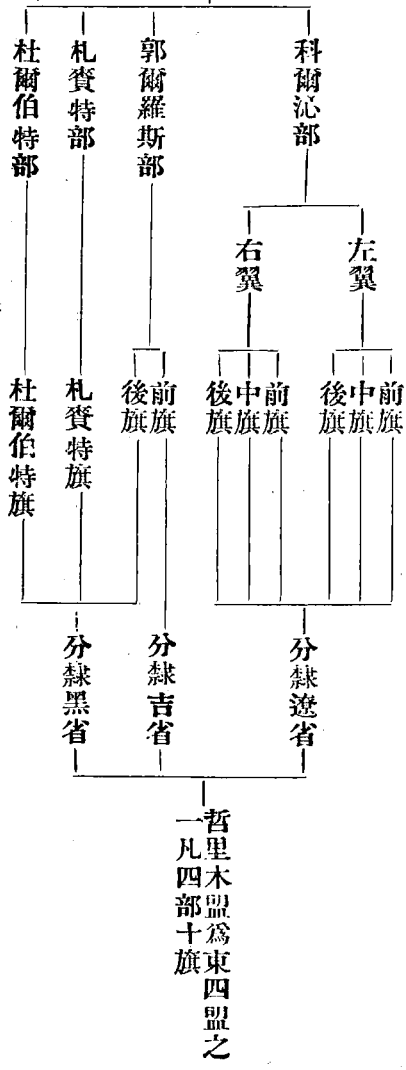 科爾沁部
郭爾羅斯部
札賚特部
杜爾伯特部
左翼
右翼
前旗
中旗
後旗
前旗
中旗
後旗
前旗
後旗
札賚特旗
杜爾伯特旗
分隸遼省
分隸吉省
分隸黑省
哲里木盟爲東四盟之
一凡四部十旗